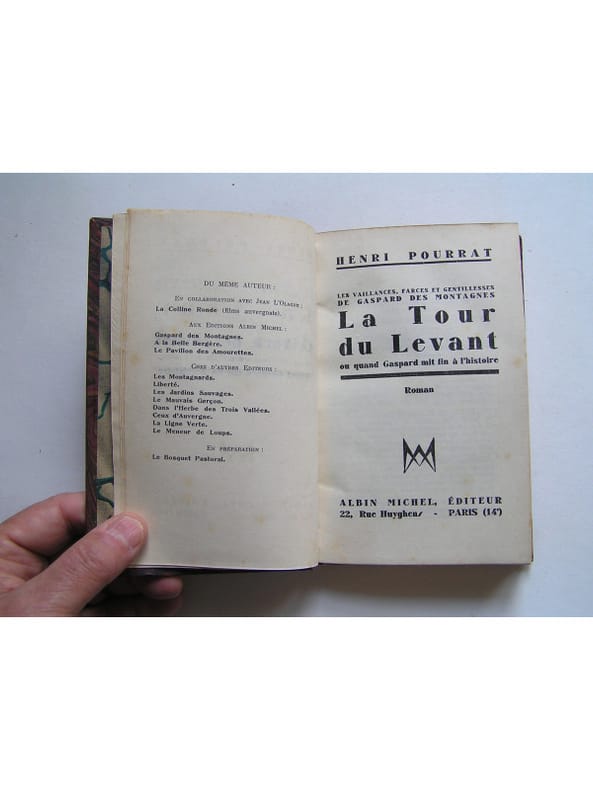 DU MÊME AUTEUR :
EN COLLABORATION AVEC JEAN L'OLAGNE :
La Colline Ronde (films auvergnats).
AUX EDITIONS ALBIN MICHEL :
Gaspard des Montagnes.
A la Belle Bergère.
Le Pavillon des Amourettes.
CHEZ D'AUTRES EDITEURS :
Les Montagnards.
Liberté.
Les Jardins Sauvages.
Le Mauvais Garçon.
Dans l'Herbe des Trois Vallées.
Ceux d'Auvergne.
La Ligne Verte.
Le Meneur de Loups.
EN PRÉPARATION :
Le Bosquet Pastoral.
HENRI POURRAT
LES VAILLANCES, FARCES ET GENTILLESSES
DE GASPARD DES MONTAGNES
La Tour
du Levant
ou quand Gaspard mit fin à l'histoire
Roman
ALBIN MICHEL, ÉDITEUR
22, Rue Huyghens - PARIS (14e)